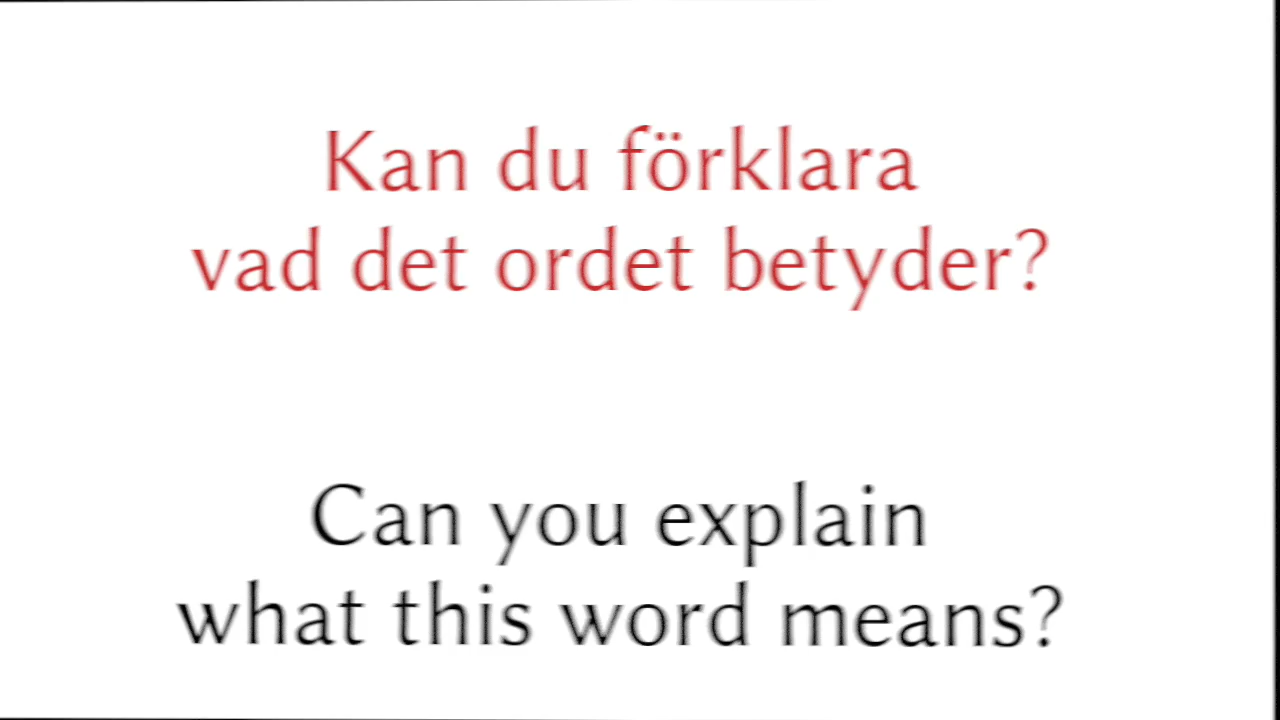 Kan du förklara
vad det ordet betyder?
Can you explain
what this word means?